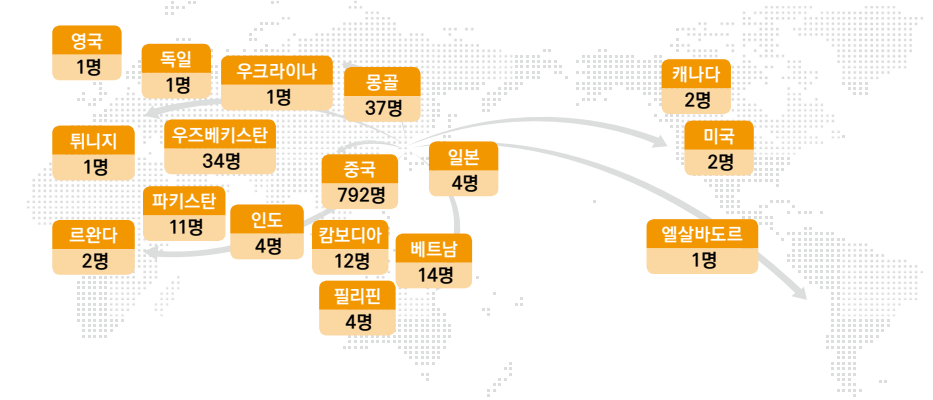 영국
1명
독일
1명
우크라이나
1명
몽골
37명
캐나다
2명
튀니지
1명
우즈베키스탄
34명
중국
792명
일본
4명
미국
2명
파키스탄
11명
인도
4명
르완다
2명
캄보디아
12명
베트남
14명
엘살바도르
1명
필리핀
4명